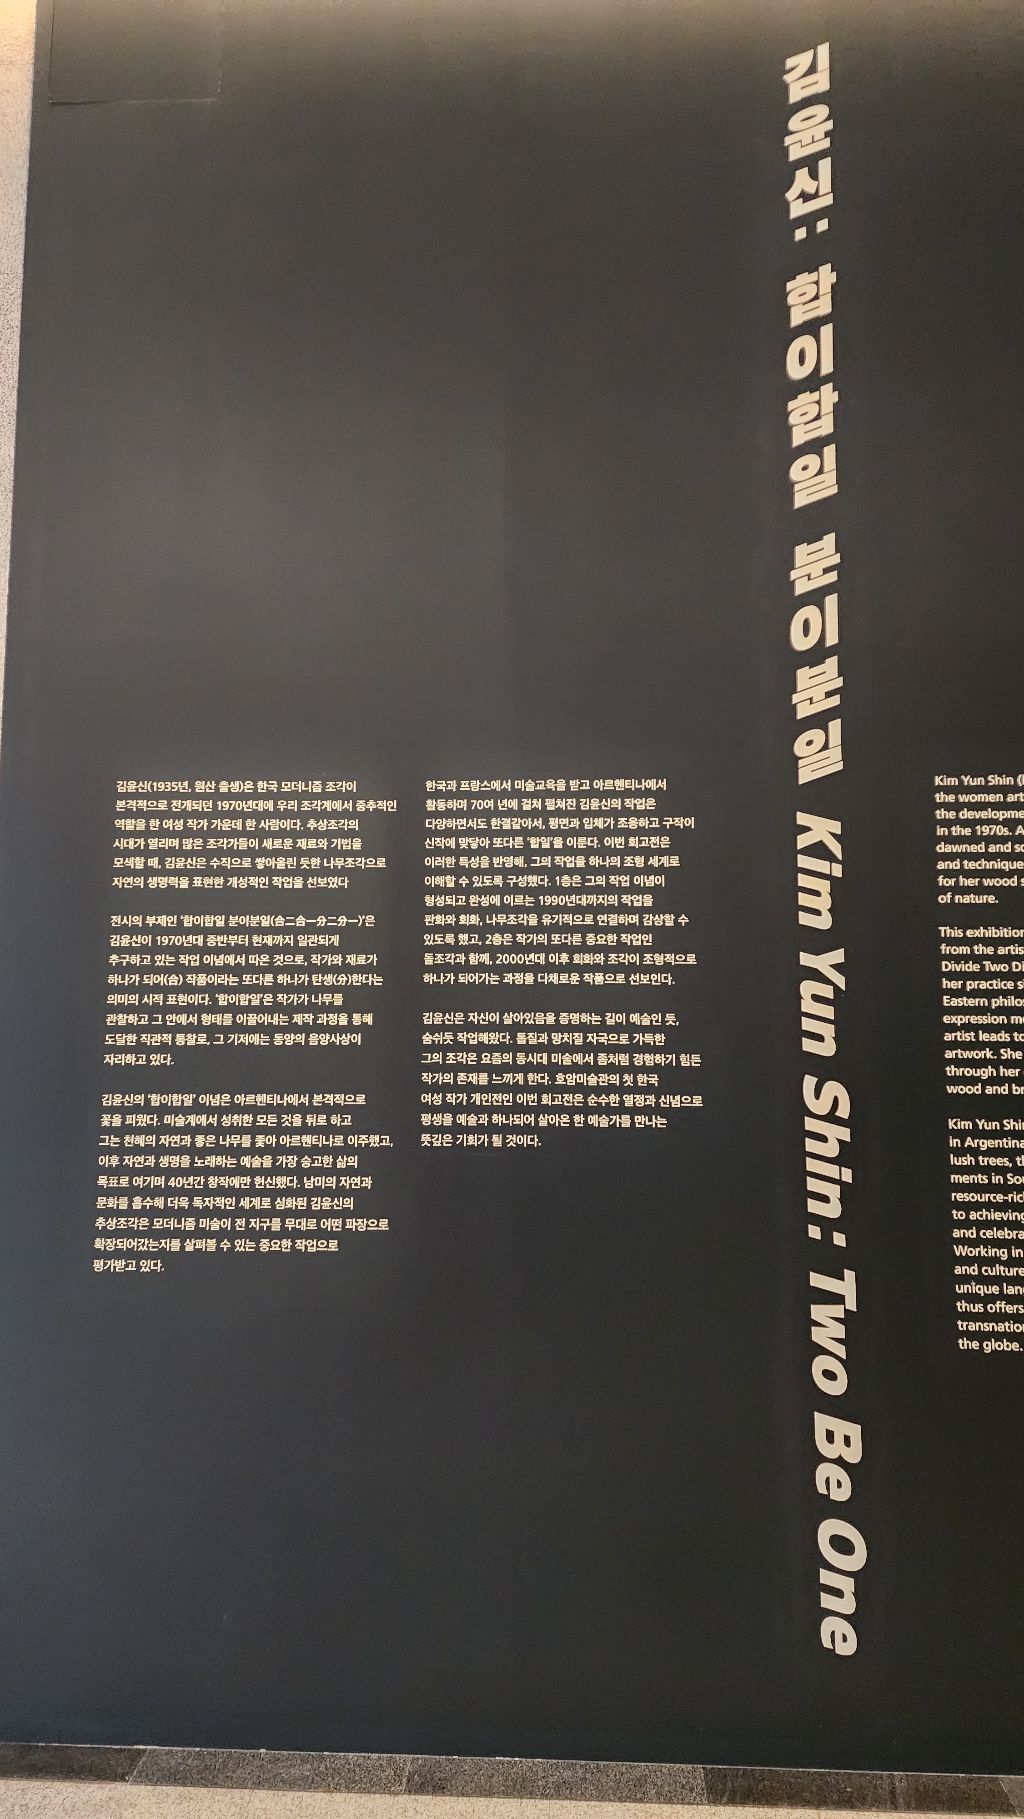 김윤신(1935년, 원산 출생)은 한국 모더니즘 조각이
본격적으로 전개되던 1970년대에 우리 조각계에서 중추적인
역할을 한 여성 작가 가운데 한 사람이다. 추상조각의
시대가 열리며 많은 조각가들이 새로운 재료와 기법을
모색할 때, 김윤신은 수직으로 쌓아올린 듯한 나무조각으로
자연의 생명력을 표현한 개성적인 작업을 선보였다
전시의 부제인 ‘합이합일 분이분일(合二合一分二分一)’은
김윤신이 1970년대 중반부터 현재까지 일관되게
추구하고 있는 작업 이념에서 따온 것으로, 작가와 재료가
하나가 되어(合) 작품이라는 또다른 하나가 탄생(分)한다는
의미의 시적 표현이다. ‘합이합일’은 작가가 나무를
관찰하고 그 안에서 형태를 이끌어내는 제작 과정을 통해
도달한 직관적 통찰로, 그 기저에는 동양의 음양사상이
자리하고 있다.
김윤신의 ‘합이합일’ 이념은 아르헨티나에서 본격적으로
꽃을 피웠다. 미술계에서 성취한 모든 것을 뒤로 하고
그는 천혜의 자연과 좋은 나무를 좇아 아르헨티나로 이주했고,
이후 자연과 생명을 노래하는 예술을 가장 숭고한 삶의
목표로 여기며 40년간 창작에만 헌신했다. 남미의 자연과
문화를 흡수해 더욱 독자적인 세계로 심화된 김윤신의
추상조각은 모더니즘 미술이 전 지구를 무대로 어떤 파장으로
확장되어갔는지를 살펴볼 수 있는 중요한 작업으로
평가받고 있다.
한국과 프랑스에서 미술교육을 받고 아르헨티나에서
활동하며 70여 년에 걸쳐 펼쳐진 김윤신의 작업은
다양하면서도 한결같아서, 평면과 입체가 조응하고 구작이
신작에 맞닿아 또다른 ‘합일’을 이룬다. 이번 회고전은
이러한 특성을 반영해, 그의 작업을 하나의 조형 세계로
이해할 수 있도록 구성했다. 1층은 그의 작업 이념이
형성되고 완성에 이르는 1990년대까지의 작업을
판화와 회화, 나무조각을 유기적으로 연결하며 감상할 수
있도록 했고, 2층은 작가의 또다른 중요한 작업인
돌조각과 함께, 2000년대 이후 회화와 조각이 조형적으로
하나가 되어가는 과정을 다채로운 작품으로 선보인다.
김윤신은 자신이 살아있음을 증명하는 길이 예술인 듯,
숨쉬듯 작업해왔다. 톱질과 망치질 자국으로 가득한
그의 조각은 요즘의 동시대 미술에서 좀처럼 경험하기 힘든
작가의 존재를 느끼게 한다. 호암미술관의 첫 한국
여성 작가 개인전인 이번 회고전은 순수한 열정과 신념으로
평생을 예술과 하나되어 살아온 한 예술가를 만나는
뜻깊은 기회가 될 것이다.
김윤신: 합이합일 분이분일 Kim Yun Shin: Two Be One
Kim Yun Shin
the women
the
in the 1970s.
dawned and
and
for her wood
of nature.
This exhibition
from the
Divide Two
her practice
Eastern
expression
artist leads to
artwork. She
through her
wood and
Kim Yun
in Argentina
lush trees,
in
to achieving
and
Working in
and culture
unique
thus offers
the globe.